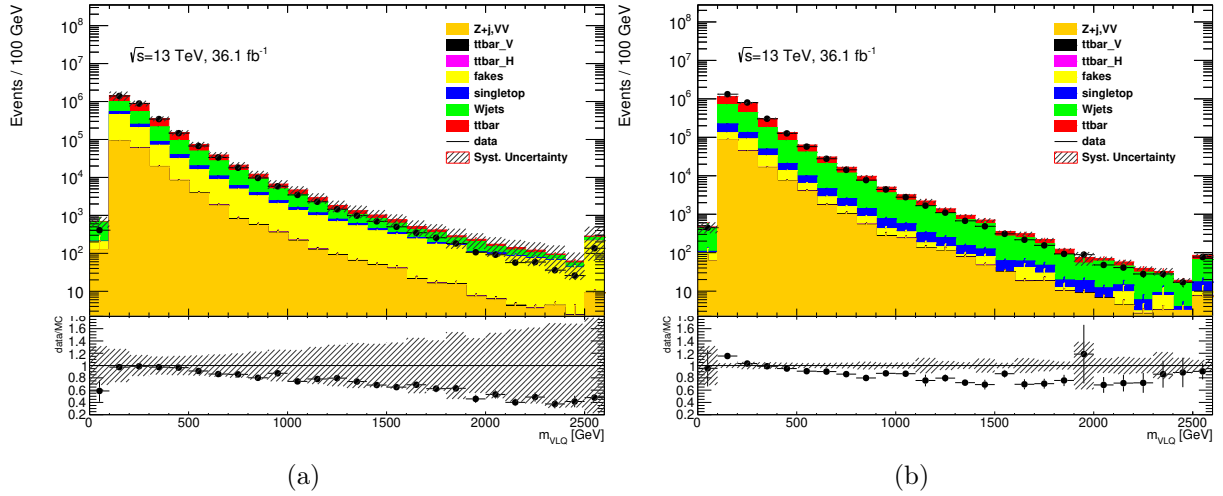 Events / 100 GeV
10⁸
10⁷
10⁶
10⁵
10⁴
10³
10²
10
√s=13 TeV, 36.1 fb⁻¹
Z+j,VV
ttbar_V
ttbar_H
fakes
singletop
Wjets
ttbar
data
Syst. Uncertainty
data/MC
1.8
1.6
1.4
1.2
1
0.8
0.6
0.4
0.2
0 500 1000 1500 2000 2500
m_VLQ [GeV]
(a)
Events / 100 GeV
10⁸
10⁷
10⁶
10⁵
10⁴
10³
10²
10
√s=13 TeV, 36.1 fb⁻¹
Z+j,VV
ttbar_V
ttbar_H
fakes
singletop
Wjets
ttbar
data
Syst. Uncertainty
data/MC
1.8
1.6
1.4
1.2
1
0.8
0.6
0.4
0.2
0 500 1000 1500 2000 2500
m_VLQ [GeV]
(b)